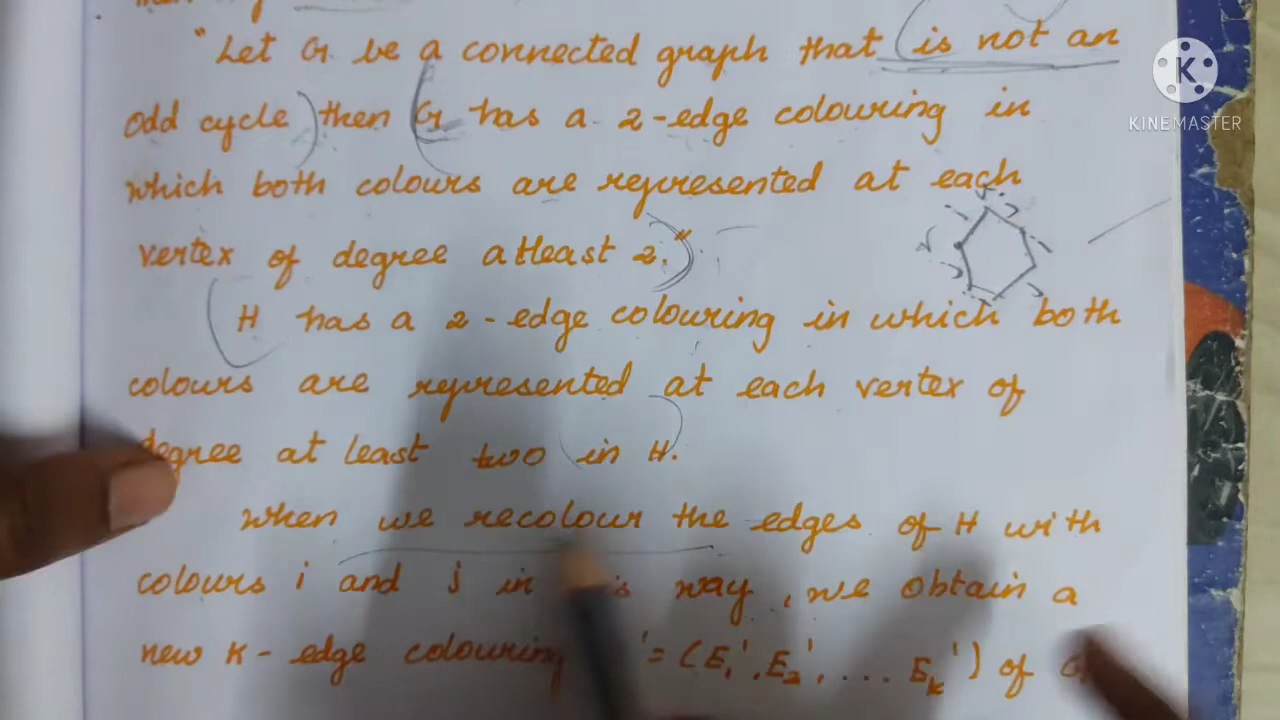 "Let G be a connected graph that is not an
odd cycle then G has a 2-edge colouring in
which both colours are represented at each
vertex of degree atleast 2."
H has a 2-edge colouring in which both
colours are represented at each vertex of
degree at least two in H.
When we recolour the edges of H with
colours i and j in way, we obtain a
new K-edge colouring '=(E₁', E₂', ... Eₖ') of
K
KINEMASTER